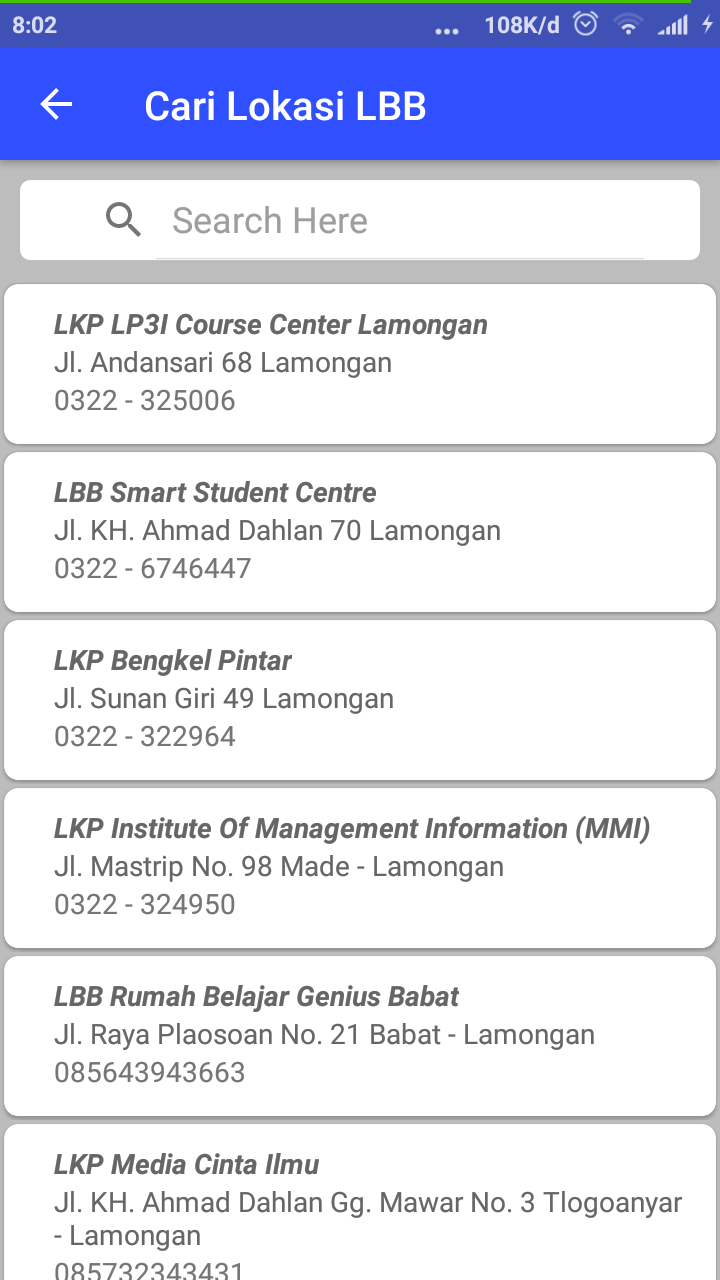 8:02
... 108K/d
Cari Lokasi LBB
Search Here
LKP LP3I Course Center Lamongan
Jl. Andansari 68 Lamongan
0322 - 325006
LBB Smart Student Centre
Jl. KH. Ahmad Dahlan 70 Lamongan
0322 - 6746447
LKP Bengkel Pintar
Jl. Sunan Giri 49 Lamongan
0322 - 322964
LKP Institute Of Management Information (MMI)
Jl. Mastrip No. 98 Made - Lamongan
0322 - 324950
LBB Rumah Belajar Genius Babat
Jl. Raya Plaosoan No. 21 Babat - Lamongan
085643943663
LKP Media Cinta Ilmu
Jl. KH. Ahmad Dahlan Gg. Mawar No. 3 Tlogoanyar
- Lamongan
085732343431